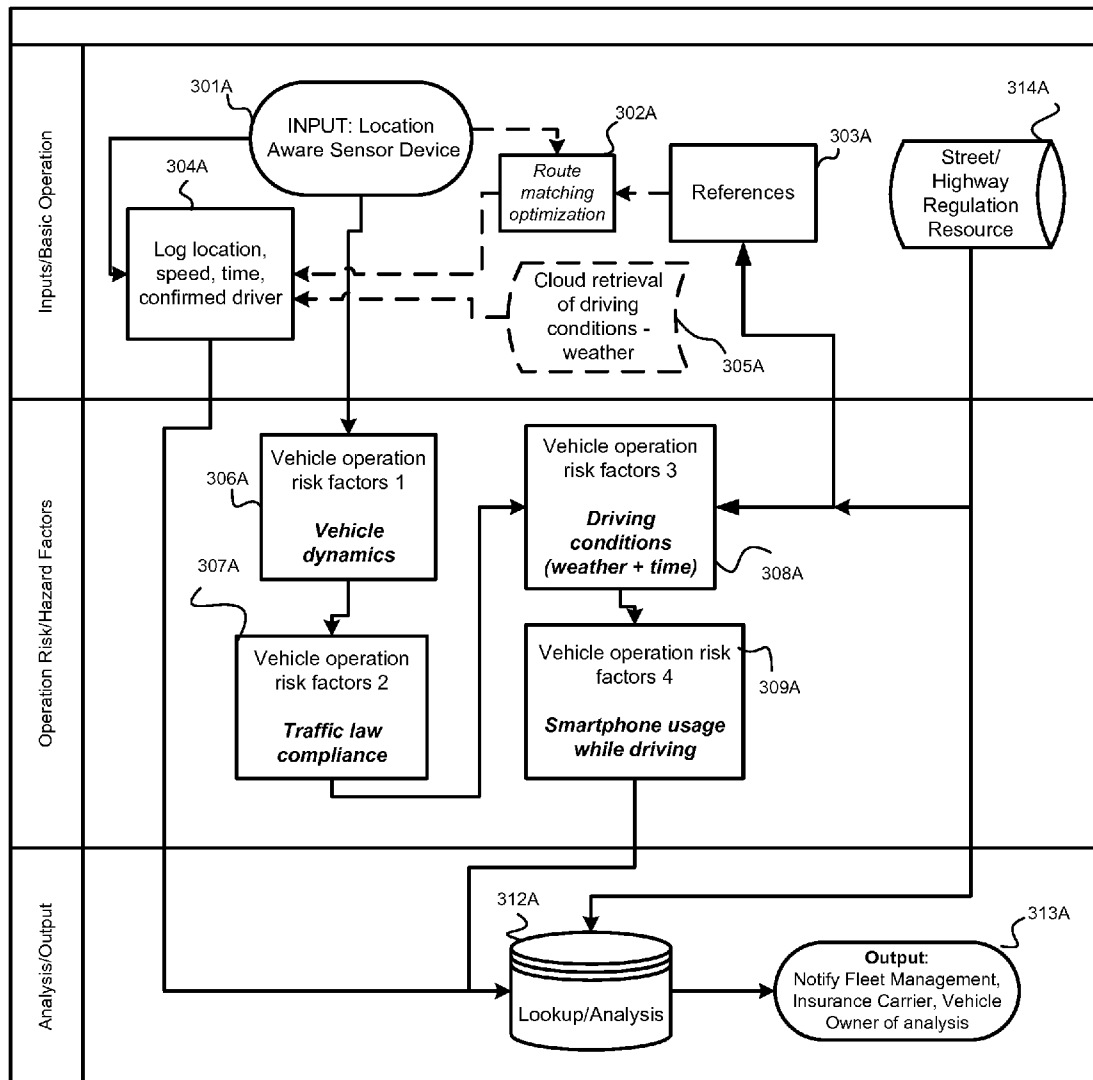 Inputs/Basic Operation
301A
INPUT: Location
Aware Sensor Device
302A
Route
matching
optimization
303A
References
314A
Street/
Highway
Regulation
Resource
304A
Log location,
speed, time,
confirmed driver
Cloud retrieval
of driving
conditions -
weather
305A
Operation Risk/Hazard Factors
306A
Vehicle operation
risk factors 1
Vehicle
dynamics
307A
Vehicle operation
risk factors 2
Traffic law
compliance
Vehicle operation
risk factors 3
Driving
conditions
(weather + time)
308A
Vehicle operation risk
factors 4
Smartphone usage
while driving
309A
Analysis/Output
312A
Lookup/Analysis
313A
Output:
Notify Fleet Management,
Insurance Carrier, Vehicle
Owner of analysis